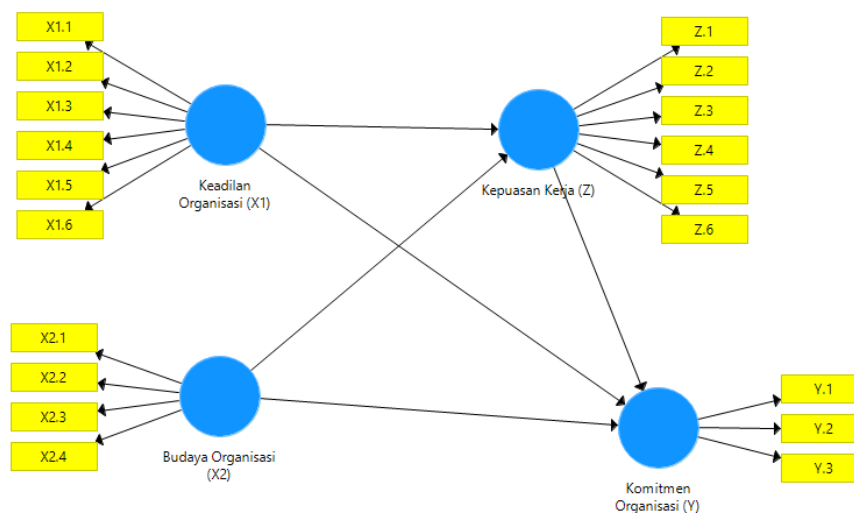 X1.1
X1.2
X1.3
X1.4
X1.5
X1.6
Keadilan
Organisasi (X1)
Z.1
Z.2
Z.3
Z.4
Z.5
Z.6
Kepuasan Kerja (Z)
X2.1
X2.2
X2.3
X2.4
Budaya Organisasi
(X2)
Y.1
Y.2
Y.3
Komitmen
Organisasi (Y)